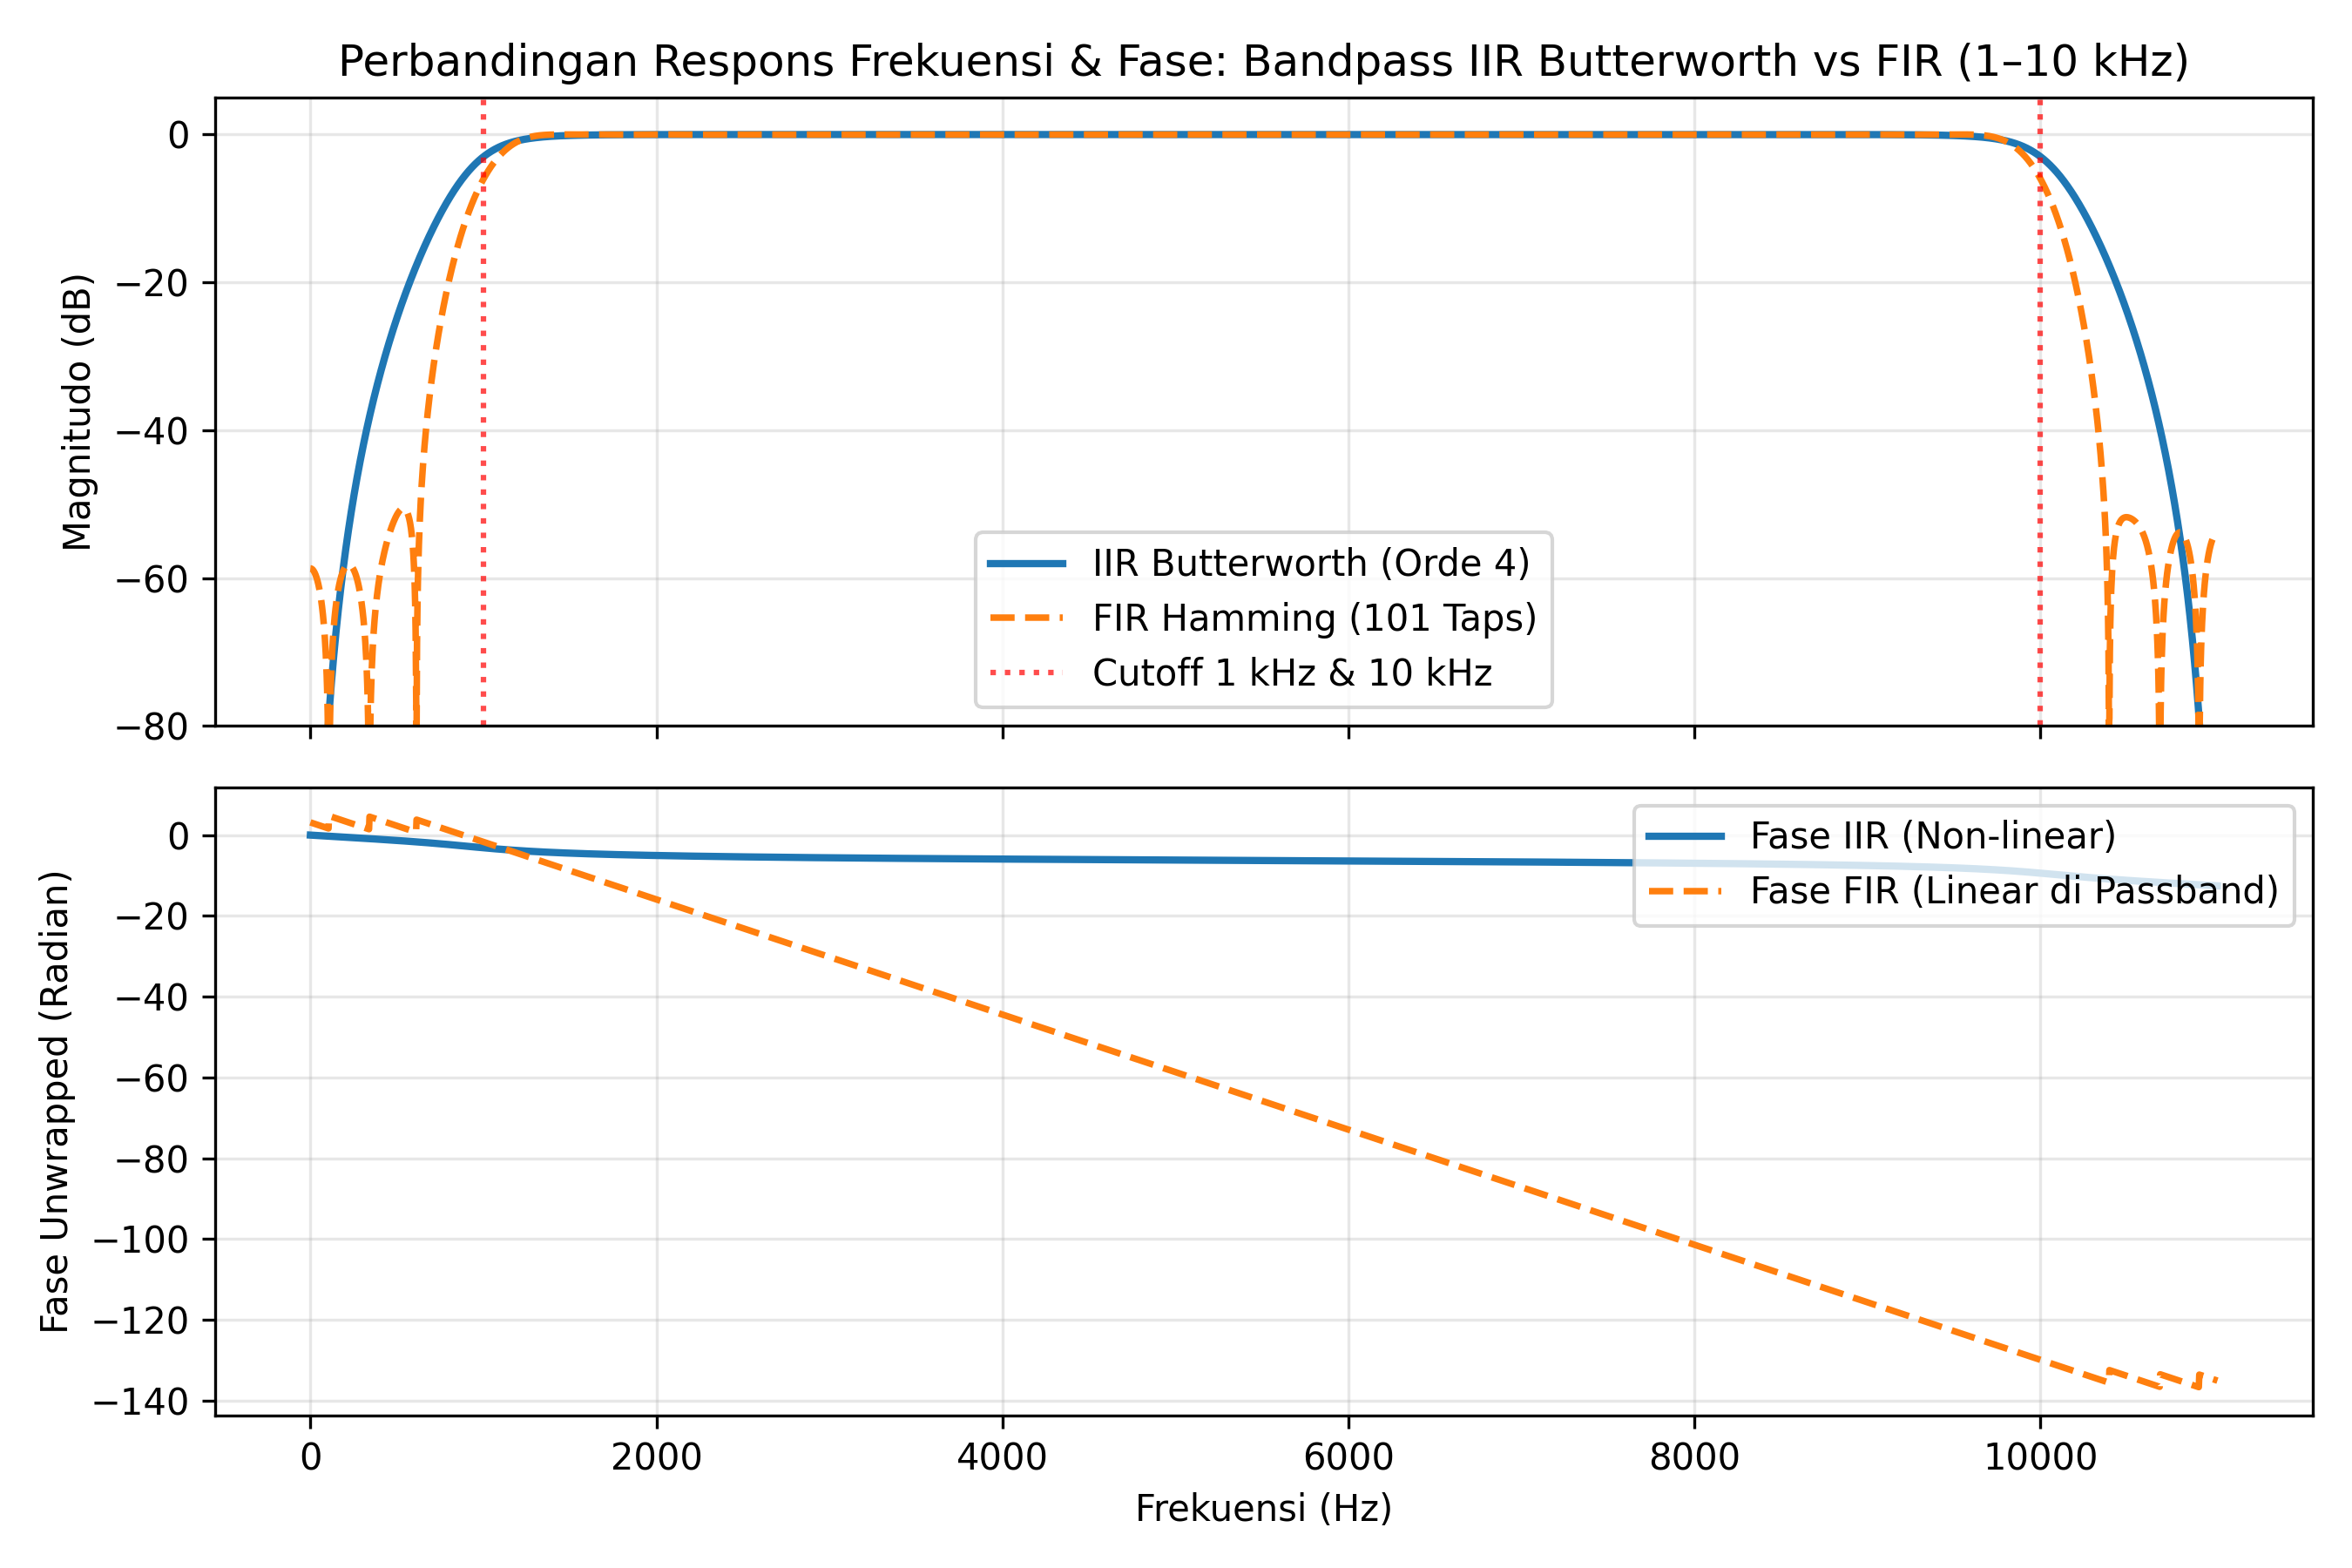 Perbandingan Respons Frekuensi & Fase: Bandpass IIR Butterworth vs FIR (1–10 kHz)
Magnitudo (dB)
0
−20
−40
−60
−80
IIR Butterworth (Orde 4)
FIR Hamming (101 Taps)
Cutoff 1 kHz & 10 kHz
Fase Unwrapped (Radian)
0
−20
−40
−60
−80
−100
−120
−140
Fase IIR (Non-linear)
Fase FIR (Linear di Passband)
0 2000 4000 6000 8000 10000
Frekuensi (Hz)